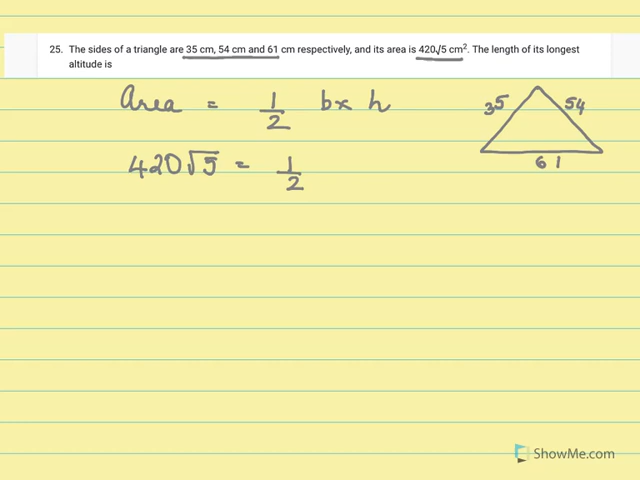 25. The sides of a triangle are 35 cm, 54 cm and 61 cm respectively, and its area is 420√5 cm². The length of its longest
altitude is
Area = 1/2 b× h
35 54
420√5 = 1/2
61
ShowMe.com